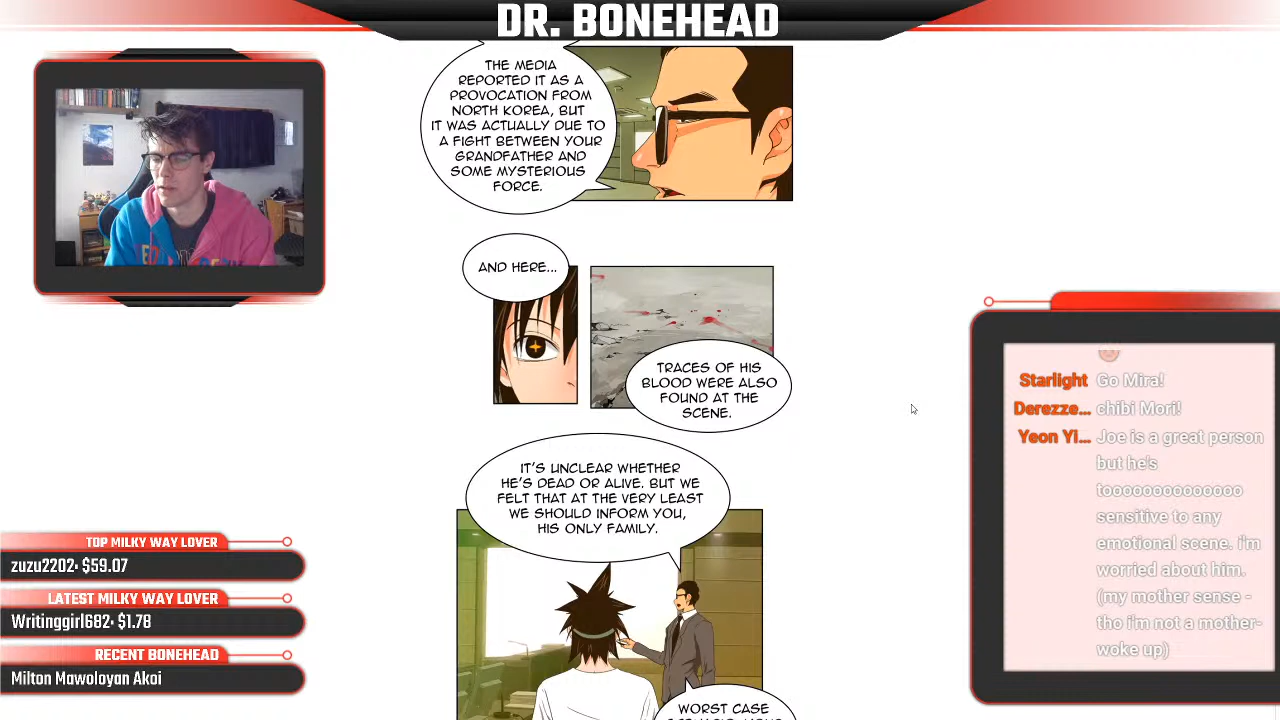 DR. BONEHEAD
THE MEDIA
REPORTED IT AS A
PROVOCATION FROM
NORTH KOREA, BUT
IT WAS ACTUALLY DUE TO
A FIGHT BETWEEN YOUR
GRANDFATHER AND
SOME MYSTERIOUS
FORCE.
AND HERE...
TRACES OF HIS
BLOOD WERE ALSO
FOUND AT THE
SCENE.
IT'S UNCLEAR WHETHER
HE'S DEAD OR ALIVE. BUT WE
FELT THAT AT THE VERY LEAST
WE SHOULD INFORM YOU,
HIS ONLY FAMILY.
WORST CASE
TOP MILKY WAY LOVER
zuzu2202• $59.07
LATEST MILKY WAY LOVER
Writinggirl682• $1.78
RECENT BONEHEAD
Milton Mawoloyan Akoi
Starlight Go Mira!
Derezze... chibi Mori!
Yeon Yi... Joe is a great person
but he's
toooooooooooooo
sensitive to any
emotional scene. i'm
worried about him.
(my mother sense -
tho i'm not a mother-
woke up)